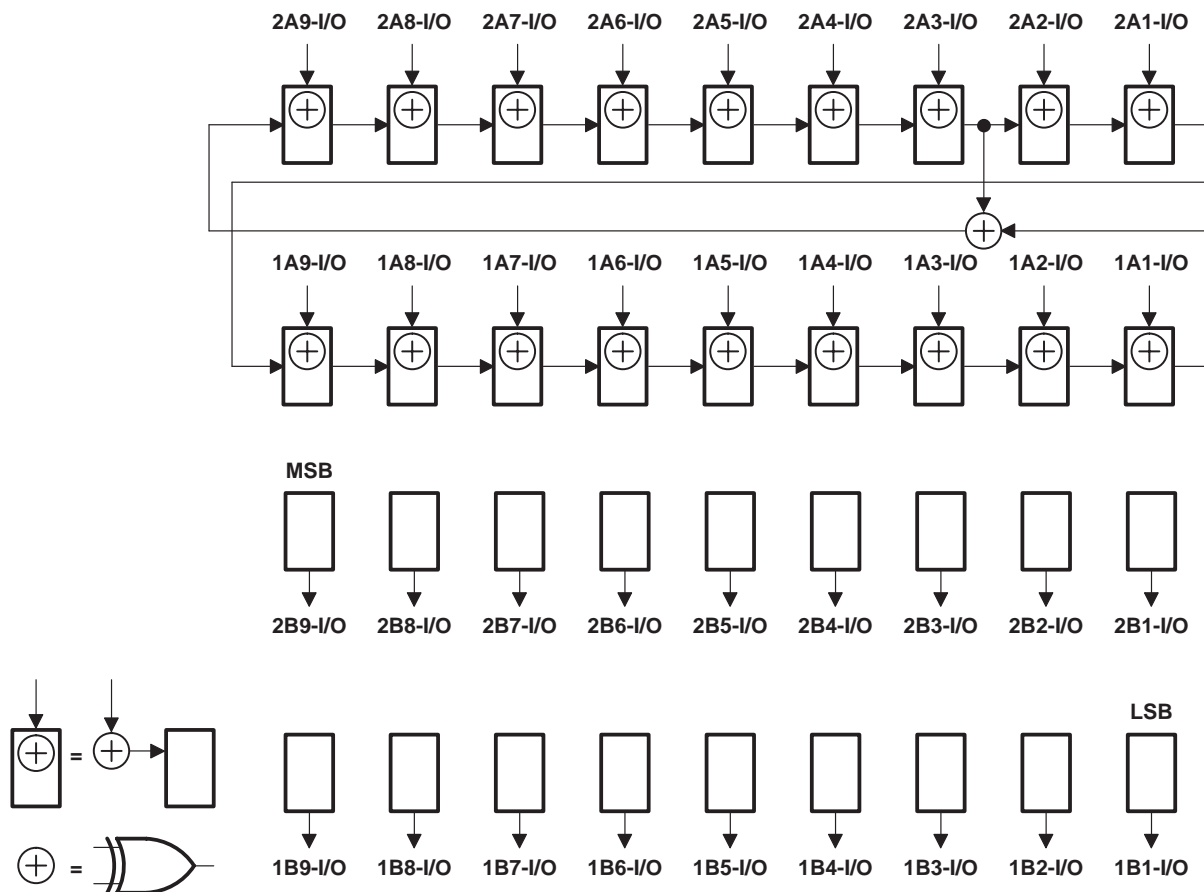 2A9-I/O 2A8-I/O 2A7-I/O 2A6-I/O 2A5-I/O 2A4-I/O 2A3-I/O 2A2-I/O 2A1-I/O
1A9-I/O 1A8-I/O 1A7-I/O 1A6-I/O 1A5-I/O 1A4-I/O 1A3-I/O 1A2-I/O 1A1-I/O
MSB
2B9-I/O 2B8-I/O 2B7-I/O 2B6-I/O 2B5-I/O 2B4-I/O 2B3-I/O 2B2-I/O 2B1-I/O
LSB
=
=
1B9-I/O 1B8-I/O 1B7-I/O 1B6-I/O 1B5-I/O 1B4-I/O 1B3-I/O 1B2-I/O 1B1-I/O